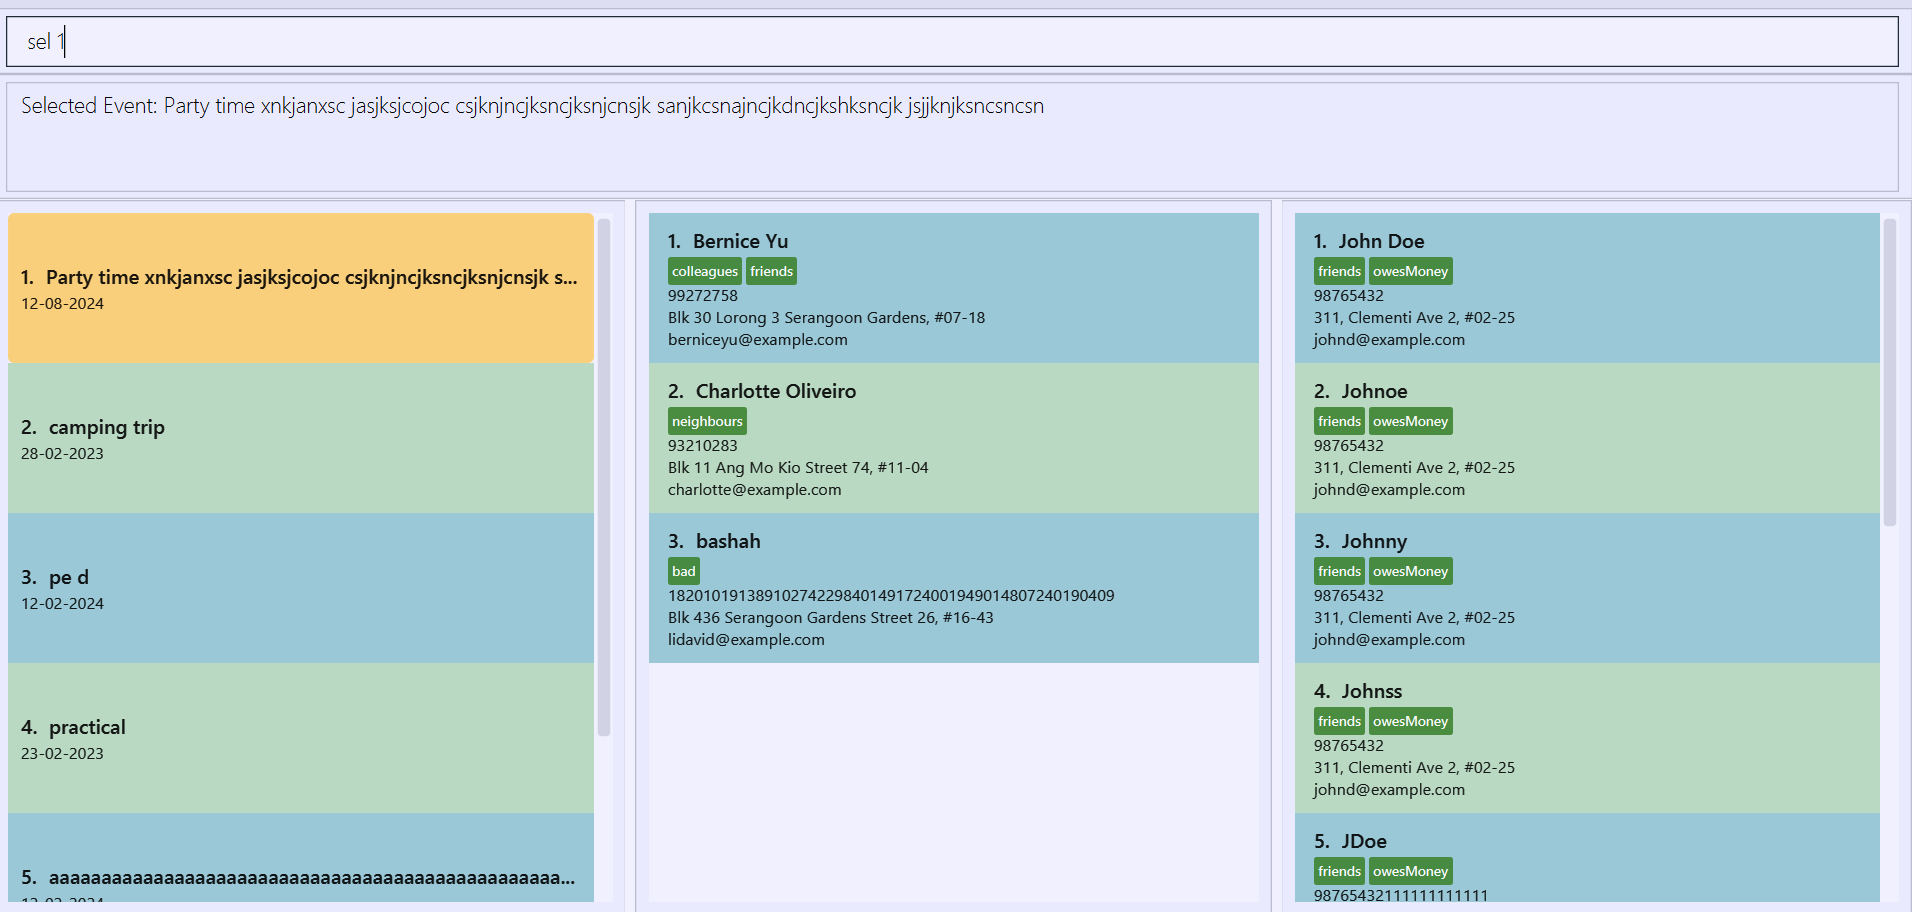 sel 1
Selected Event: Party time xnkjanxsc jasjksjcojoc csjknjncjksncjksnjcnsjk sanjkcsnajncjkdncjkshksncjk jsjjknjksncsncsn
1. Party time xnkjanxsc jasjksjcojoc csjknjncjksncjksnjcnsjk s...
12-08-2024
2. camping trip
28-02-2023
3. pe d
12-02-2024
4. practical
23-02-2023
5. aaaaaaaaaaaaaaaaaaaaaaaaaaaaaaaaaaaaaaaaaaaaaaaaa...
1. Bernice Yu
colleagues friends
99272758
Blk 30 Lorong 3 Serangoon Gardens, #07-18
berniceyu@example.com
2. Charlotte Oliveiro
neighbours
93210283
Blk 11 Ang Mo Kio Street 74, #11-04
charlotte@example.com
3. bashah
bad
182010191389102742298401491724001949014807240190409
Blk 436 Serangoon Gardens Street 26, #16-43
lidavid@example.com
1. John Doe
friends owesMoney
98765432
311, Clementi Ave 2, #02-25
johnd@example.com
2. Johnoe
friends owesMoney
98765432
311, Clementi Ave 2, #02-25
johnd@example.com
3. Johnny
friends owesMoney
98765432
311, Clementi Ave 2, #02-25
johnd@example.com
4. Johnss
friends owesMoney
98765432
311, Clementi Ave 2, #02-25
johnd@example.com
5. JDoe
friends owesMoney
98765432111111111111